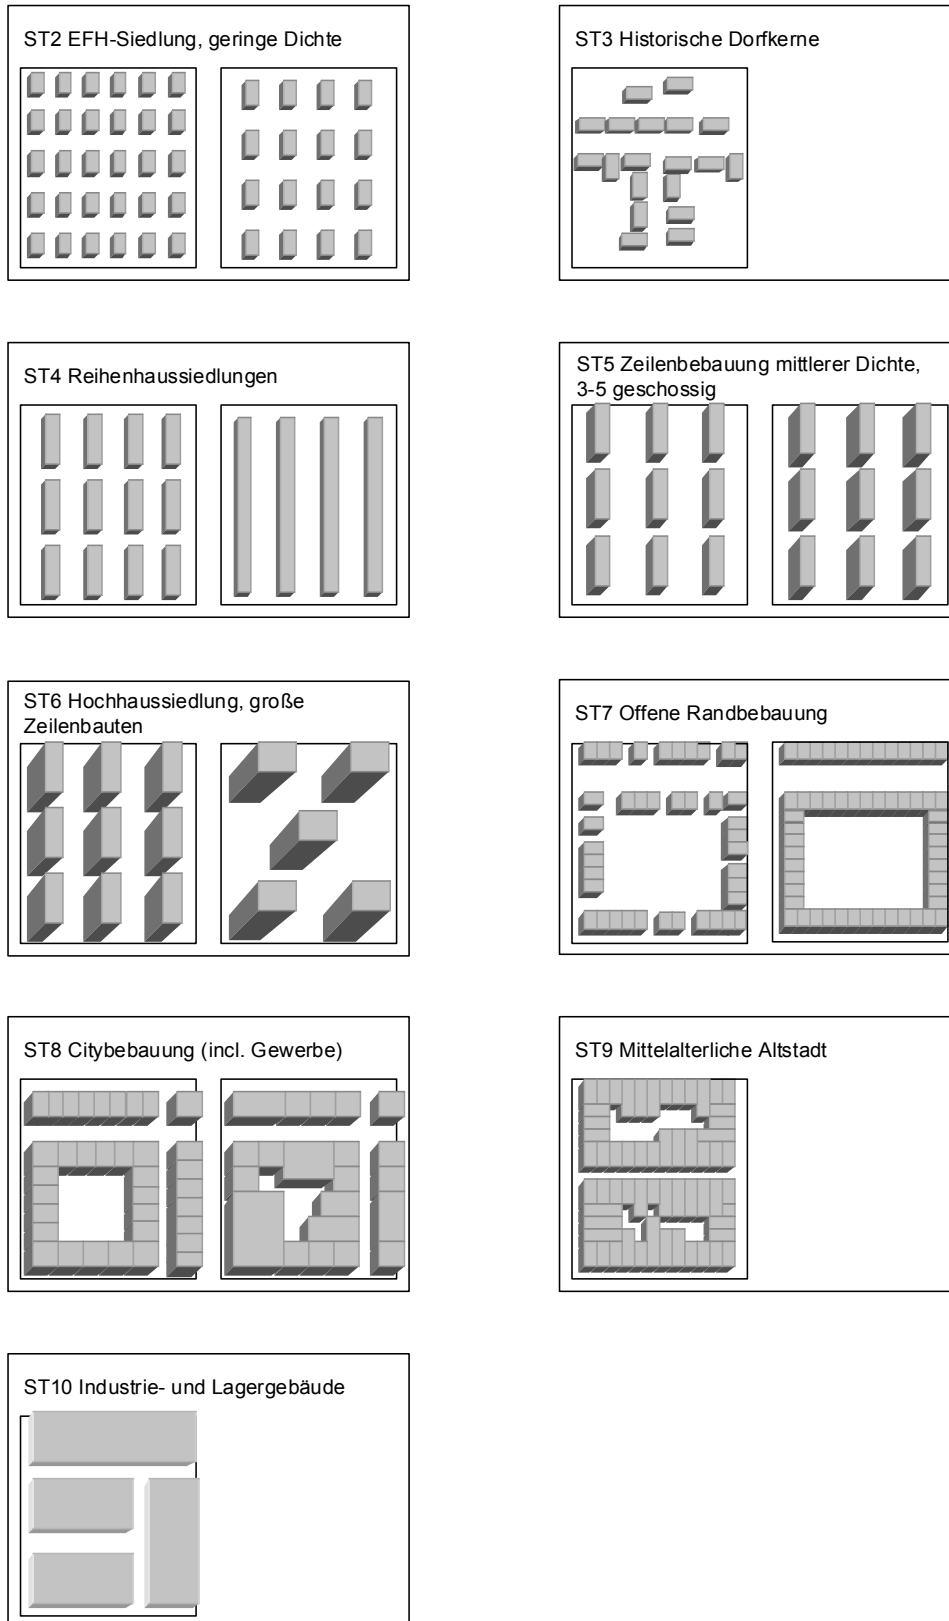 ST2 EFH-Siedlung, geringe Dichte
ST3 Historische Dorfkerne
ST4 Reihenhaussiedlungen
ST5 Zeilenbebauung mittlerer Dichte,
3-5 geschossig
ST6 Hochhaussiedlung, große
Zeilenbauten
ST7 Offene Randbebauung
ST8 Citybebauung (incl. Gewerbe)
ST9 Mittelalterliche Altstadt
ST10 Industrie- und Lagergebäude